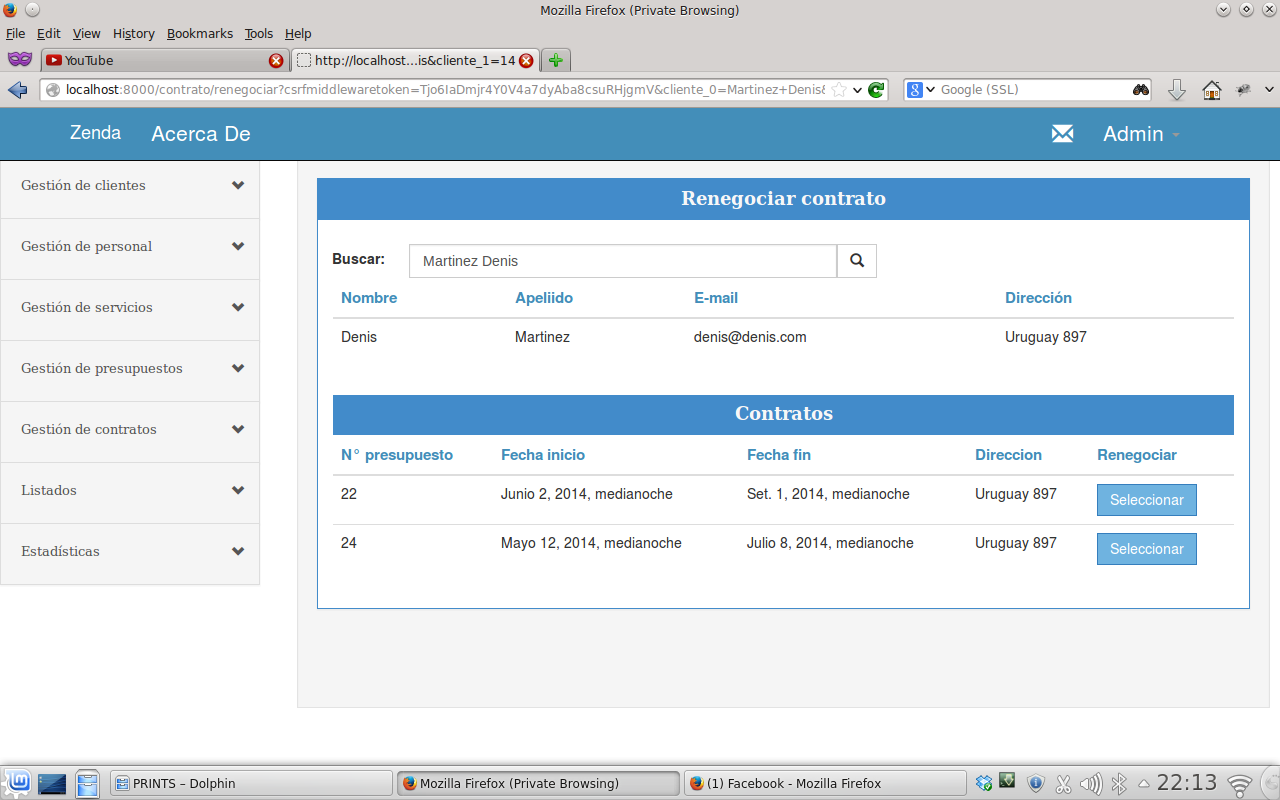 Mozilla Firefox (Private Browsing)
File Edit View History Bookmarks Tools Help
YouTube
http://localhost...is&cliente_1=14
localhost:8000/contrato/renegociar?csrfmiddlewaretoken=Tjo6IaDmjr4Y0V4a7dyAba8csuRHjgmV&cliente_0=Martinez+Denis&
Google (SSL)
Zenda Acerca De Admin
Gestión de clientes
Gestión de personal
Gestión de servicios
Gestión de presupuestos
Gestión de contratos
Listados
Estadísticas
Renegociar contrato
Buscar: Martinez Denis
Nombre Apeliido E-mail Dirección
Denis Martinez denis@denis.com Uruguay 897
Contratos
N° presupuesto Fecha inicio Fecha fin Direccion Renegociar
22 Junio 2, 2014, medianoche Set. 1, 2014, medianoche Uruguay 897 Seleccionar
24 Mayo 12, 2014, medianoche Julio 8, 2014, medianoche Uruguay 897 Seleccionar
PRINTS – Dolphin
Mozilla Firefox (Private Browsing)
(1) Facebook - Mozilla Firefox
22:13